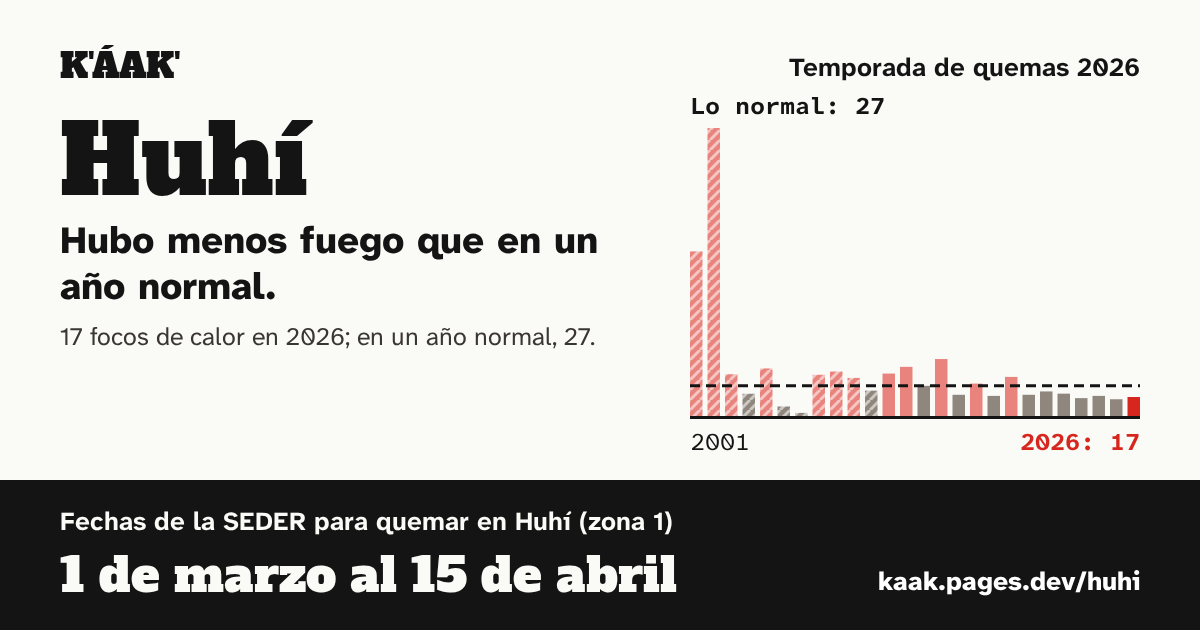 K'ÁAK'
Huhí
Hubo menos fuego que en un
año normal.
17 focos de calor en 2026; en un año normal, 27.
Temporada de quemas 2026
Lo normal: 27
2001
2026: 17
Fechas de la SEDER para quemar en Huhí (zona 1)
1 de marzo al 15 de abril
kaak.pages.dev/huhi